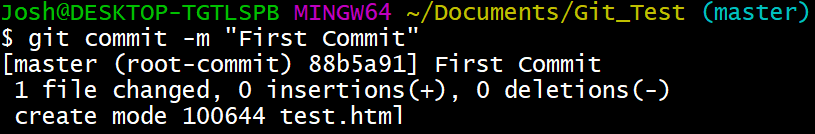 Josh@DESKTOP-TGTLSPB MINGW64 ~/Documents/Git_Test (master)
$ git commit -m "First Commit"
[master (root-commit) 88b5a91] First Commit
 1 file changed, 0 insertions(+), 0 deletions(-)
 create mode 100644 test.html